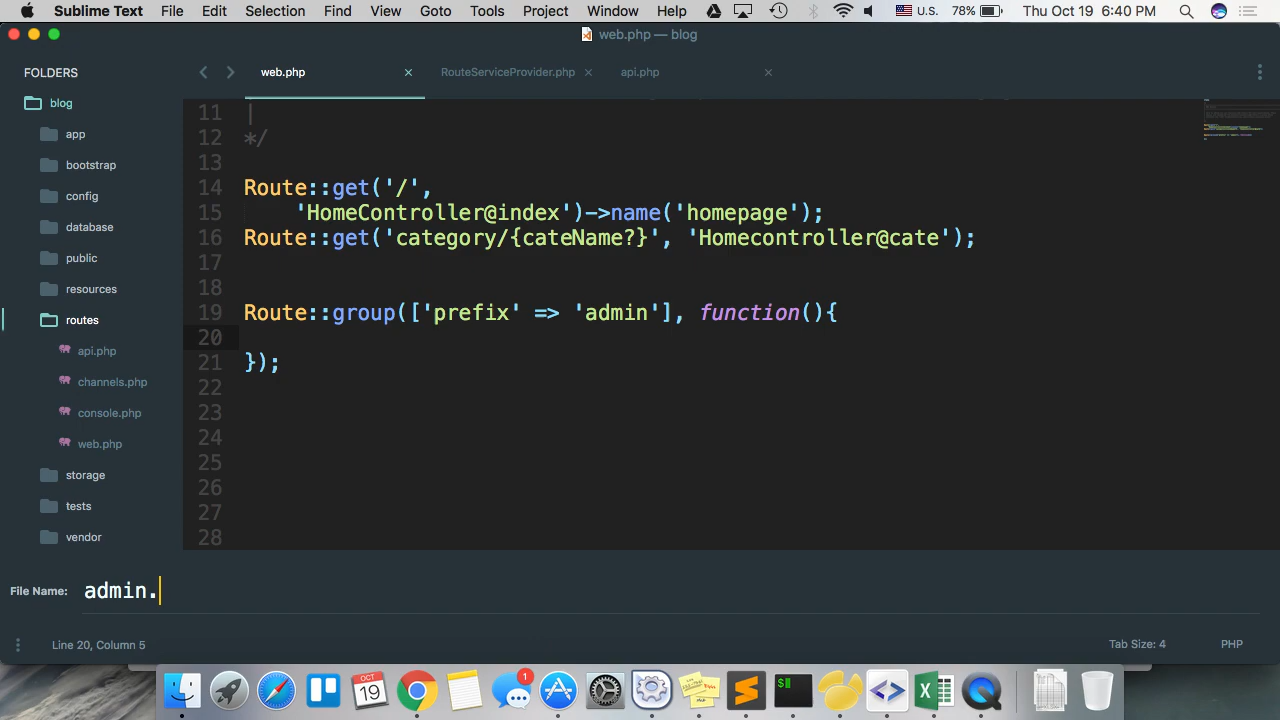 Sublime Text File Edit Selection Find View Goto Tools Project Window Help U.S. 78% Thu Oct 19 6:40 PM
web.php — blog
FOLDERS
web.php RouteServiceProvider.php api.php
blog
app
bootstrap
config
database
public
resources
routes
api.php
channels.php
console.php
web.php
storage
tests
vendor
11 |
12 */
13
14 Route::get('/',
15 'HomeController@index')->name('homepage');
16 Route::get('category/{cateName?}', 'Homecontroller@cate');
17
18
19 Route::group(['prefix' => 'admin'], function(){
20
21 });
22
23
24
25
26
27
28
File Name: admin.
Line 20, Column 5 Tab Size: 4 PHP
OCT
19
1
$